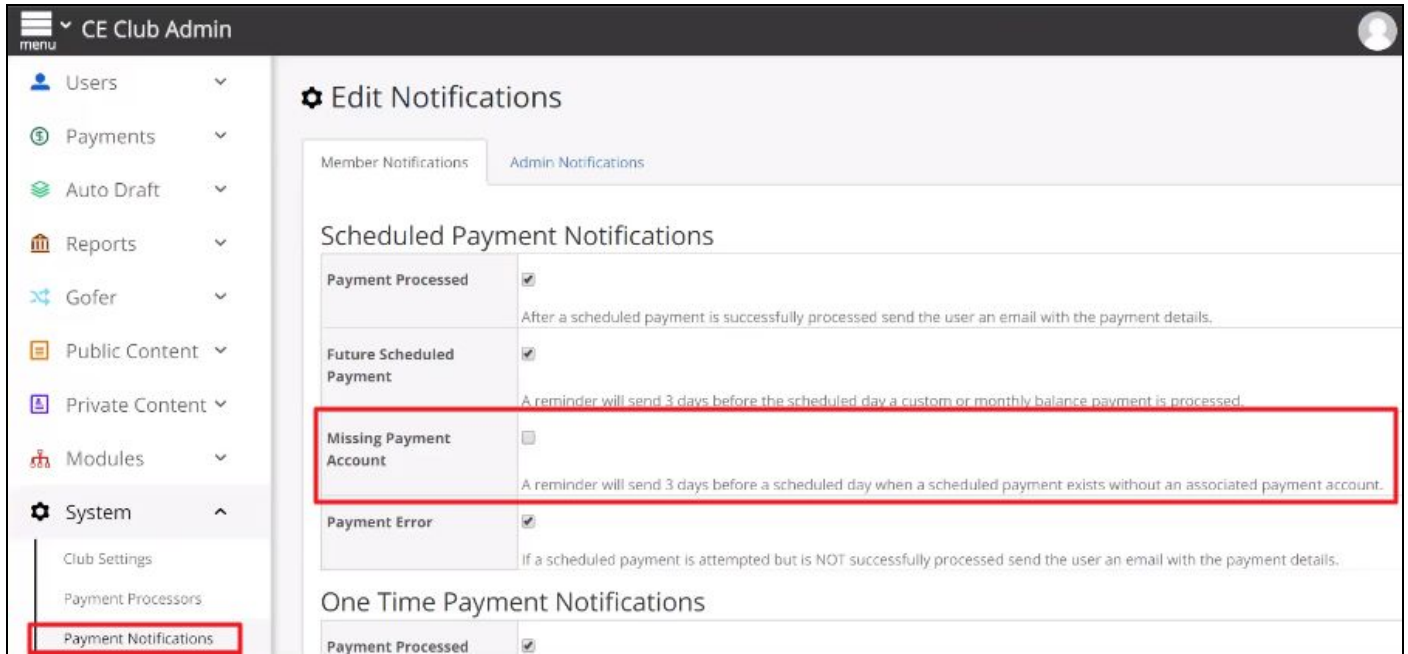 menu
CE Club Admin
Users
Payments
Auto Draft
Reports
Gofer
Public Content
Private Content
Modules
System
Club Settings
Payment Processors
Payment Notifications
Edit Notifications
Member Notifications
Admin Notifications
Scheduled Payment Notifications
Payment Processed
After a scheduled payment is successfully processed send the user an email with the payment details.
Future Scheduled
Payment
A reminder will send 3 days before the scheduled day a custom or monthly balance payment is processed.
Missing Payment
Account
A reminder will send 3 days before a scheduled day when a scheduled payment exists without an associated payment account.
Payment Error
If a scheduled payment is attempted but is NOT successfully processed send the user an email with the payment details.
One Time Payment Notifications
Payment Processed